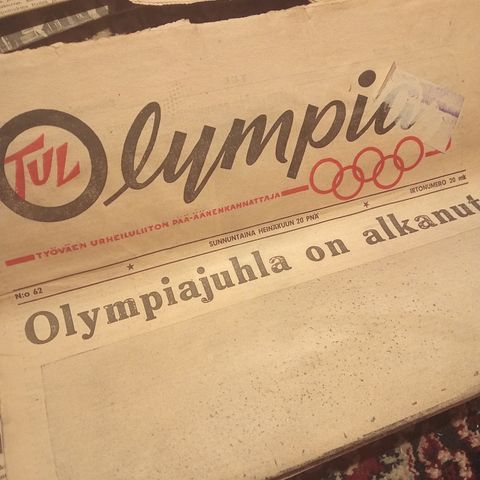 TUL Olympia
TYÖVÄEN URHEILULIITON PÄÄ-ÄÄNENKANNATTAJA
N:o 62 ★ SUNNUNTAINA HEINÄKUUN 20 PNÄ ★ IRTONUMERO 20 mk
Olympiajuhla on alkanut